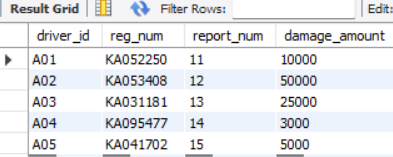 Result Grid Filter Rows: Edit:
driver_id reg_num report_num damage_amount
A01 KA052250 11 10000
A02 KA053408 12 50000
A03 KA031181 13 25000
A04 KA095477 14 3000
A05 KA041702 15 5000